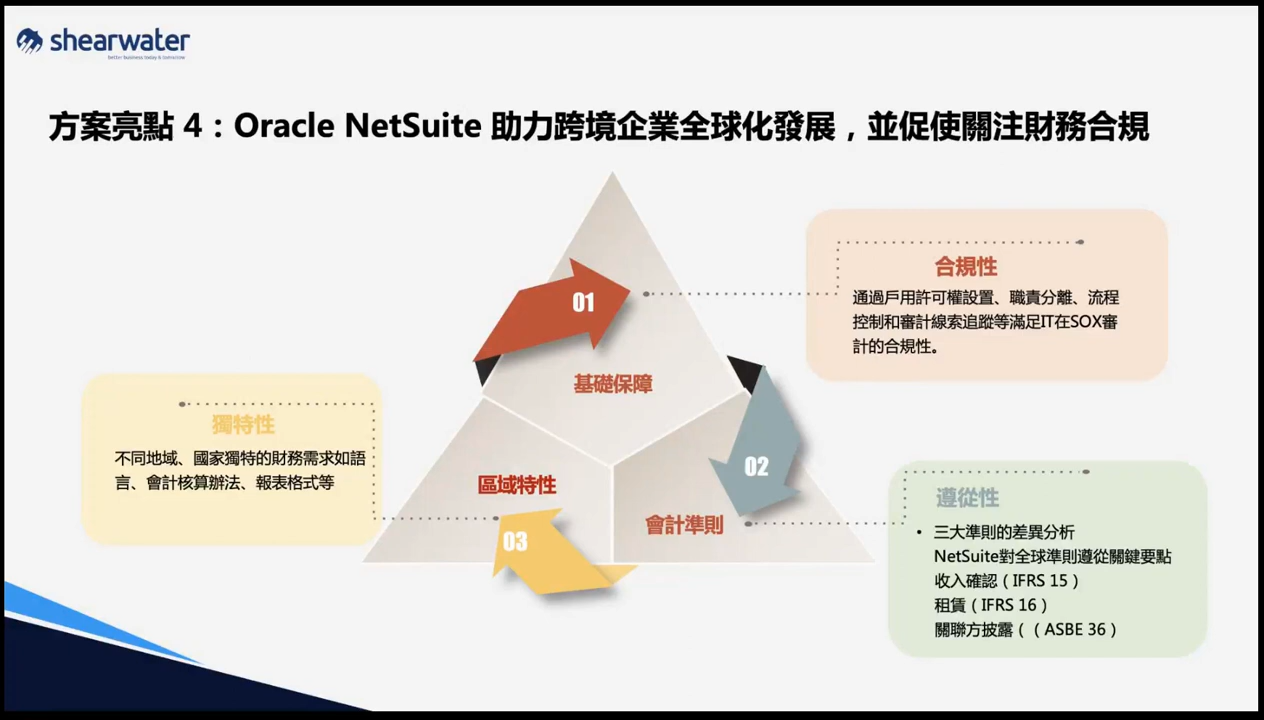 shearwater
better business today & tomorrow
方案亮點 4：Oracle NetSuite 助力跨境企業全球化發展，並促使關注財務合規
01
基礎保障
合規性
通過戶用許可權設置、職責分離、流程
控制和審計線索追蹤等滿足IT在SOX審
計的合規性。
獨特性
不同地域、國家獨特的財務需求如語
言、會計核算辦法、報表格式等
區域特性
03
02
會計準則
遵從性
• 三大準則的差異分析
NetSuite對全球準則遵從關鍵要點
收入確認（IFRS 15）
租賃（IFRS 16）
關聯方披露（（ASBE 36）